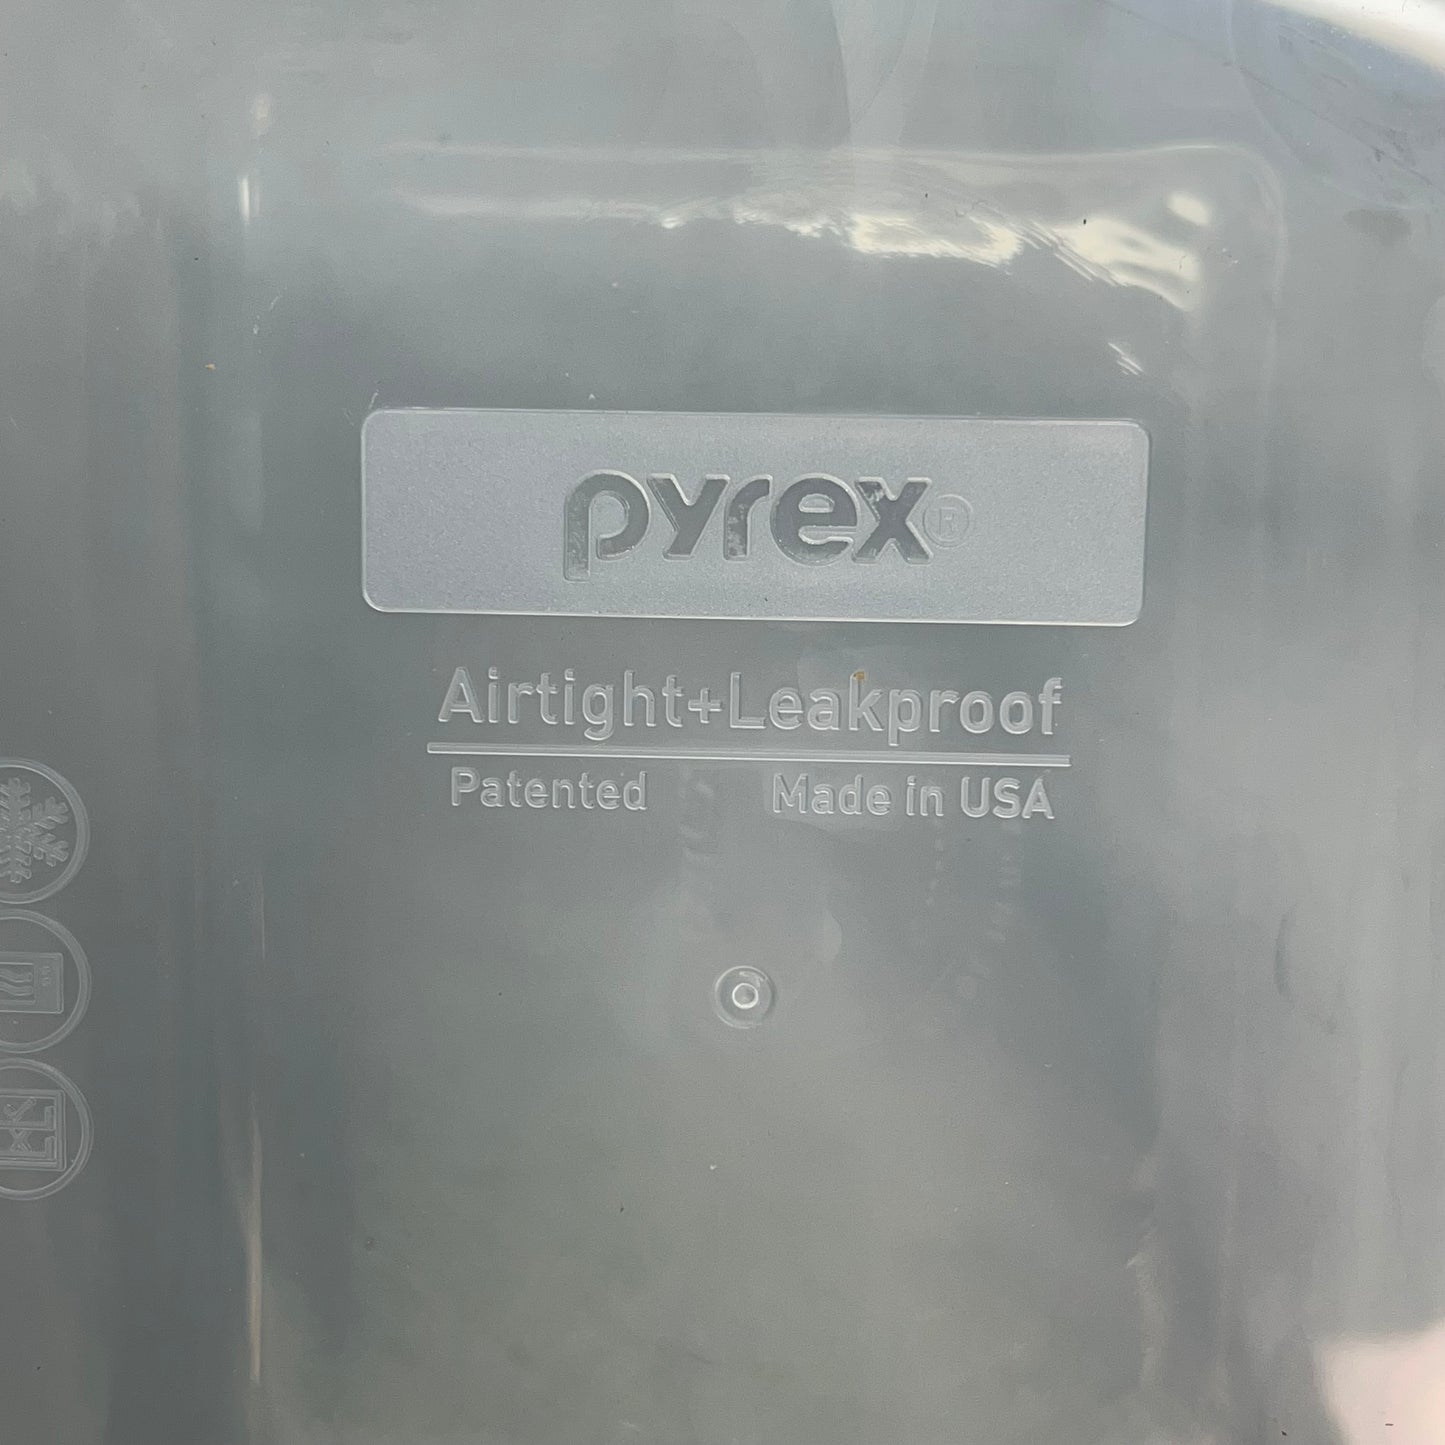 pyrex®
Airtight+Leakproof
Patented Made in USA